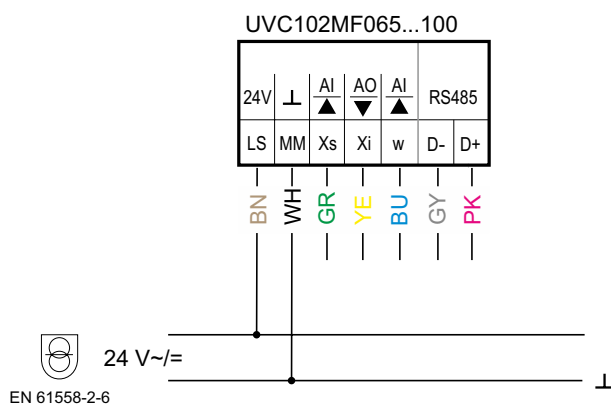 UVC102MF065...100
24V ⊥ AI AO AI RS485
LS MM Xs Xi w D- D+
BN WH GR YE BU GY PK
24 V~/=
⊥
EN 61558-2-6